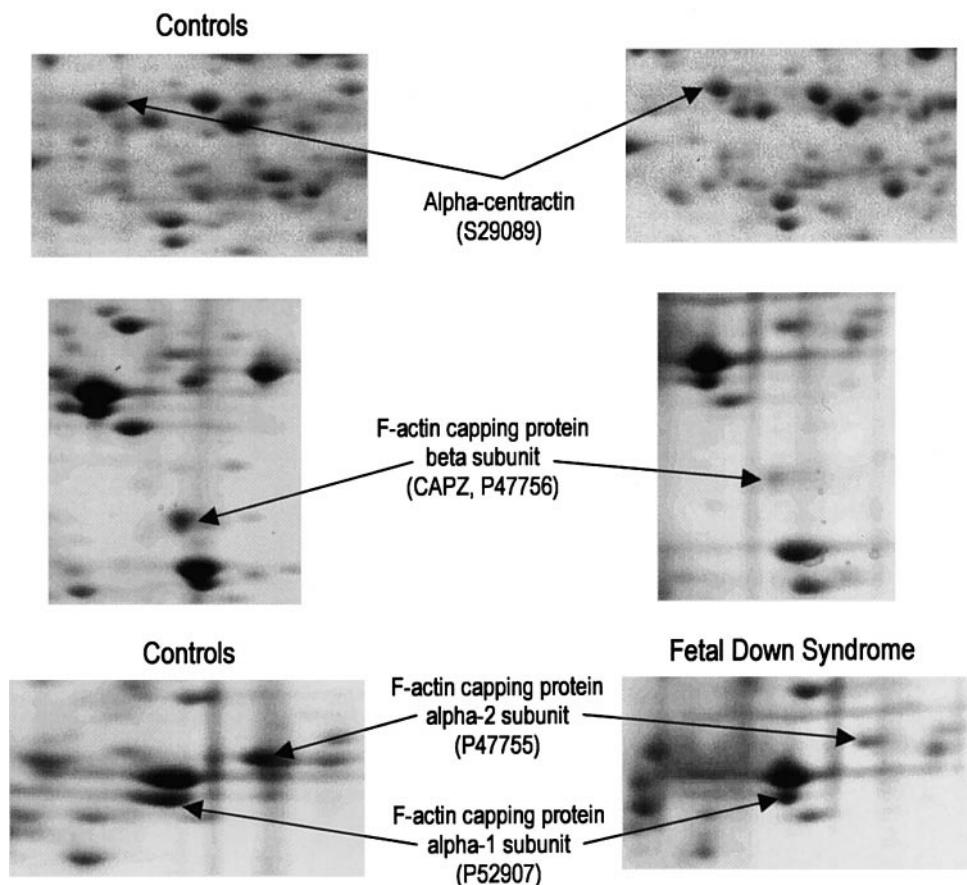 Controls
Alpha-centractin
(S29089)
F-actin capping protein
beta subunit
(CAPZ, P47756)
Controls
Fetal Down Syndrome
F-actin capping protein
alpha-2 subunit
(P47755)
F-actin capping protein
alpha-1 subunit
(P52907)